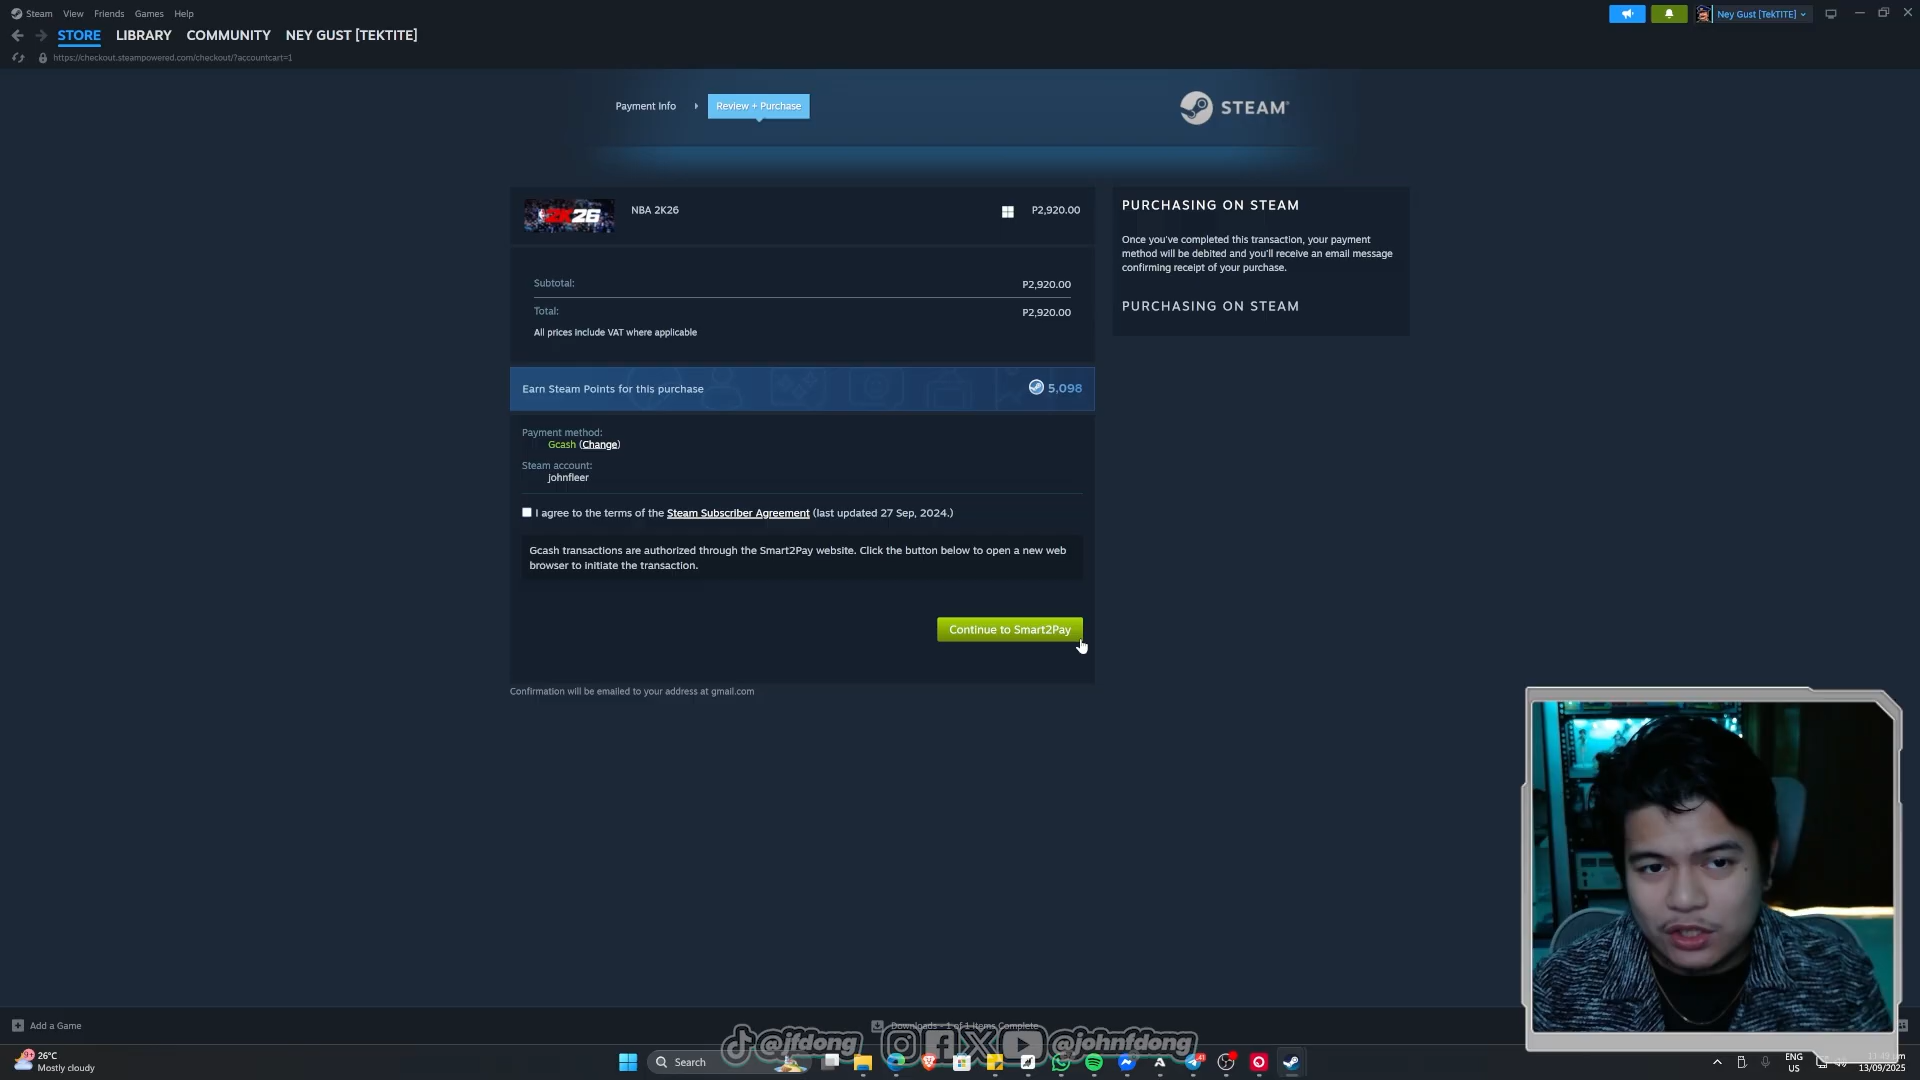 Steam View Friends Games Help
Ney Gust [TekTITE]
STORE LIBRARY COMMUNITY NEY GUST [TEKTITE]
https://checkout.steampowered.com/checkout/?accountcart=1
Payment Info
Review + Purchase
STEAM
2K26
NBA 2K26
P2,920.00
Subtotal:
P2,920.00
Total:
P2,920.00
All prices include VAT where applicable
Earn Steam Points for this purchase
5,098
Payment method:
Gcash (Change)
Steam account:
johnfleer
I agree to the terms of the Steam Subscriber Agreement (last updated 27 Sep, 2024.)
Gcash transactions are authorized through the Smart2Pay website. Click the button below to open a new web
browser to initiate the transaction.
Continue to Smart2Pay
Confirmation will be emailed to your address at gmail.com
PURCHASING ON STEAM
Once you've completed this transaction, your payment
method will be debited and you'll receive an email message
confirming receipt of your purchase.
PURCHASING ON STEAM
Add a Game
Downloads - 1 of 1 Items Complete
@jfdong
@johnfdong
26°C
Mostly cloudy
Search
ENG
US
13/09/2025